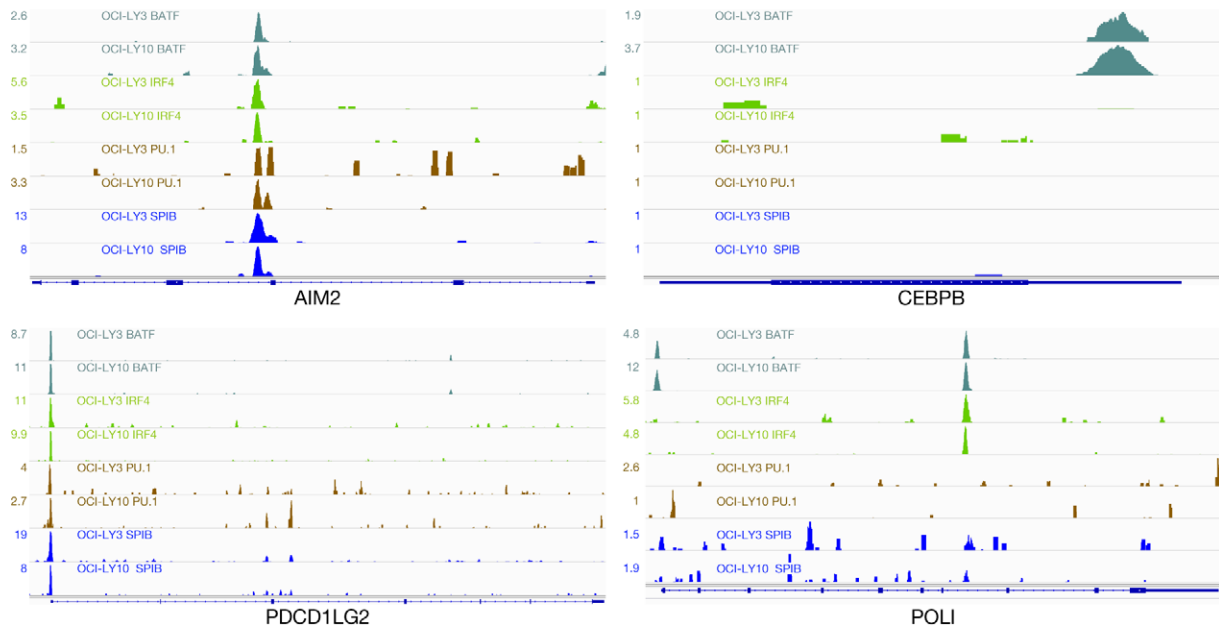 2.6 OCI-LY3 BATF
3.2 OCI-LY10 BATF
5.6 OCI-LY3 IRF4
3.5 OCI-LY10 IRF4
1.5 OCI-LY3 PU.1
3.3 OCI-LY10 PU.1
13 OCI-LY3 SPIB
8 OCI-LY10 SPIB
AIM2
1.9 OCI-LY3 BATF
3.7 OCI-LY10 BATF
1 OCI-LY3 IRF4
1 OCI-LY10 IRF4
1 OCI-LY3 PU.1
1 OCI-LY10 PU.1
1 OCI-LY3 SPIB
1 OCI-LY10 SPIB
CEBPB
8.7 OCI-LY3 BATF
11 OCI-LY10 BATF
11 OCI-LY3 IRF4
9.9 OCI-LY10 IRF4
4 OCI-LY3 PU.1
2.7 OCI-LY10 PU.1
19 OCI-LY3 SPIB
8 OCI-LY10 SPIB
PDCD1LG2
4.8 OCI-LY3 BATF
12 OCI-LY10 BATF
5.8 OCI-LY3 IRF4
4.8 OCI-LY10 IRF4
2.6 OCI-LY3 PU.1
1 OCI-LY10 PU.1
1.5 OCI-LY3 SPIB
1.9 OCI-LY10 SPIB
POLI